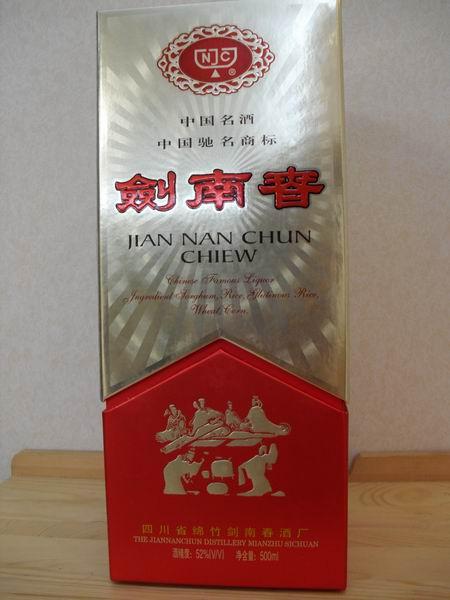 NJC
®
中国名酒
中国驰名商标
劍南春
JIAN NAN CHUN
CHIEW
Chinese Famous Liquor
Ingredient Sorghum, Rice, Glutinous Rice,
Wheat, Corn.
四川省绵竹剑南春酒厂
THE JIANNANCHUN DISTILLERY MIANZHU SICHUAN
酒精度: 52%(V/V) 净含量: 500ml